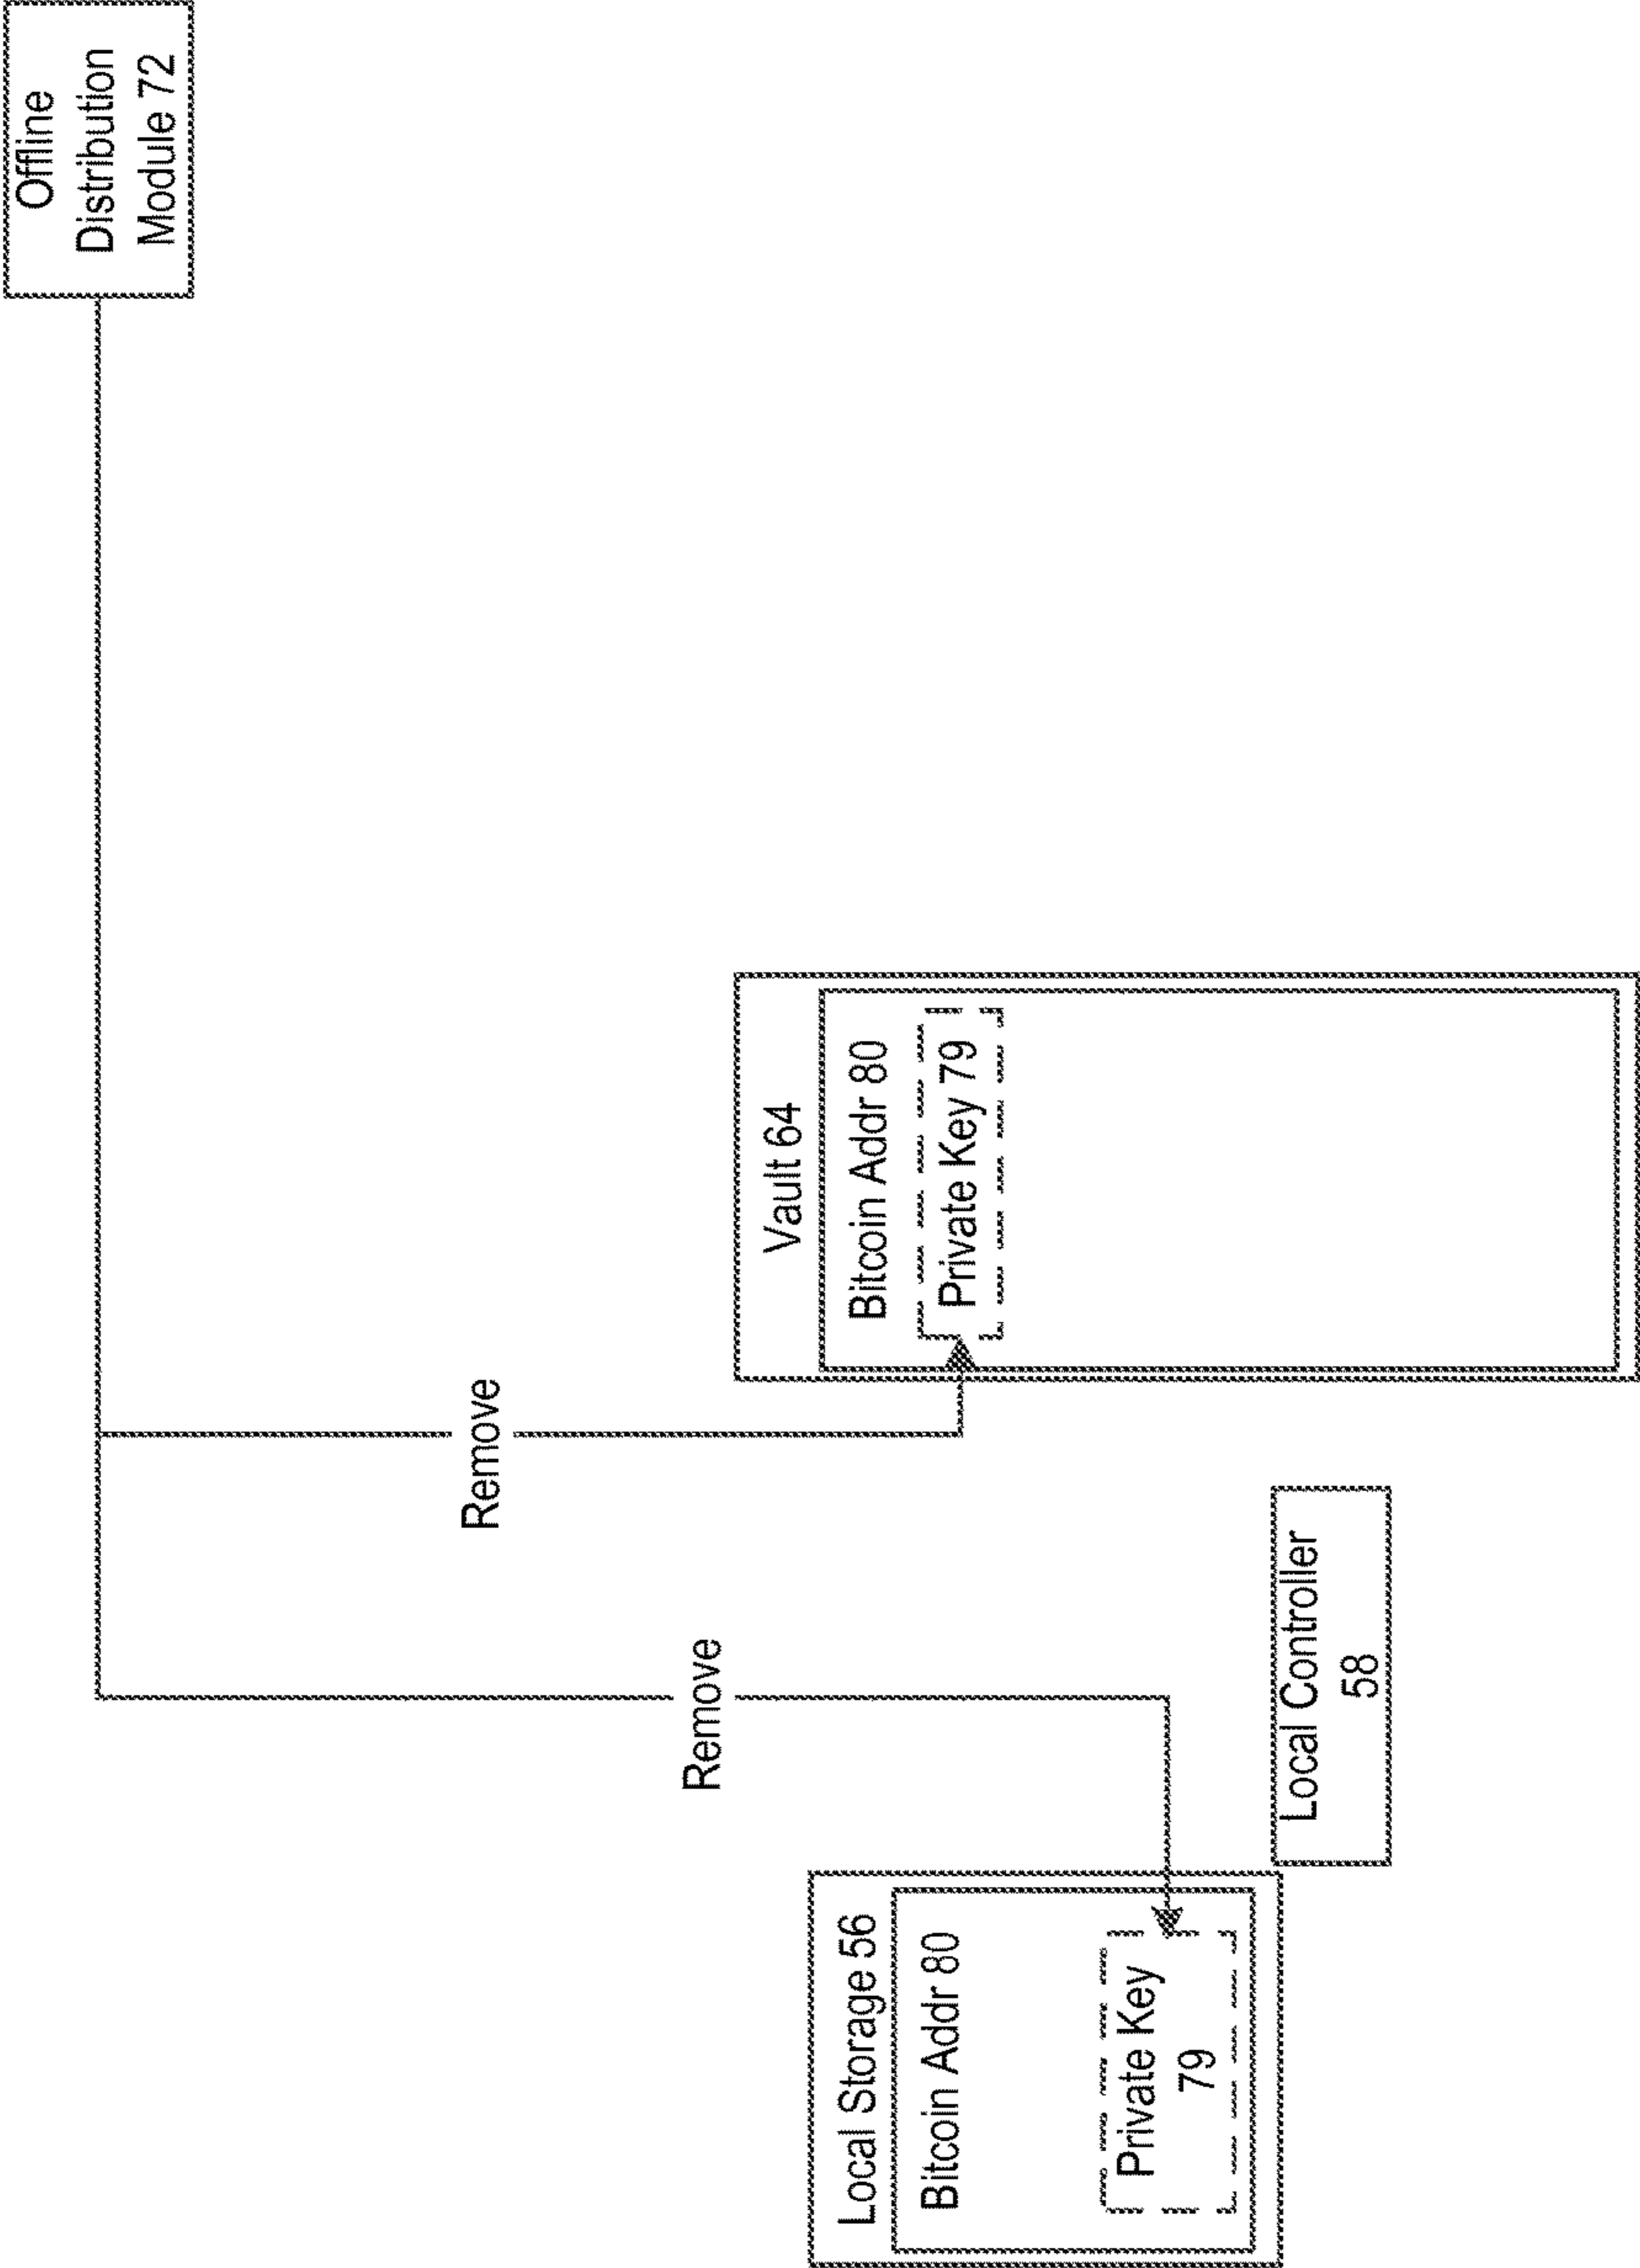 Offline
Distribution
Module 72
Remove
Remove
Local Storage 56
Bitcoin Addr 80
Private Key
79
Local Controller
58
Vault 64
Bitcoin Addr 80
Private Key 79